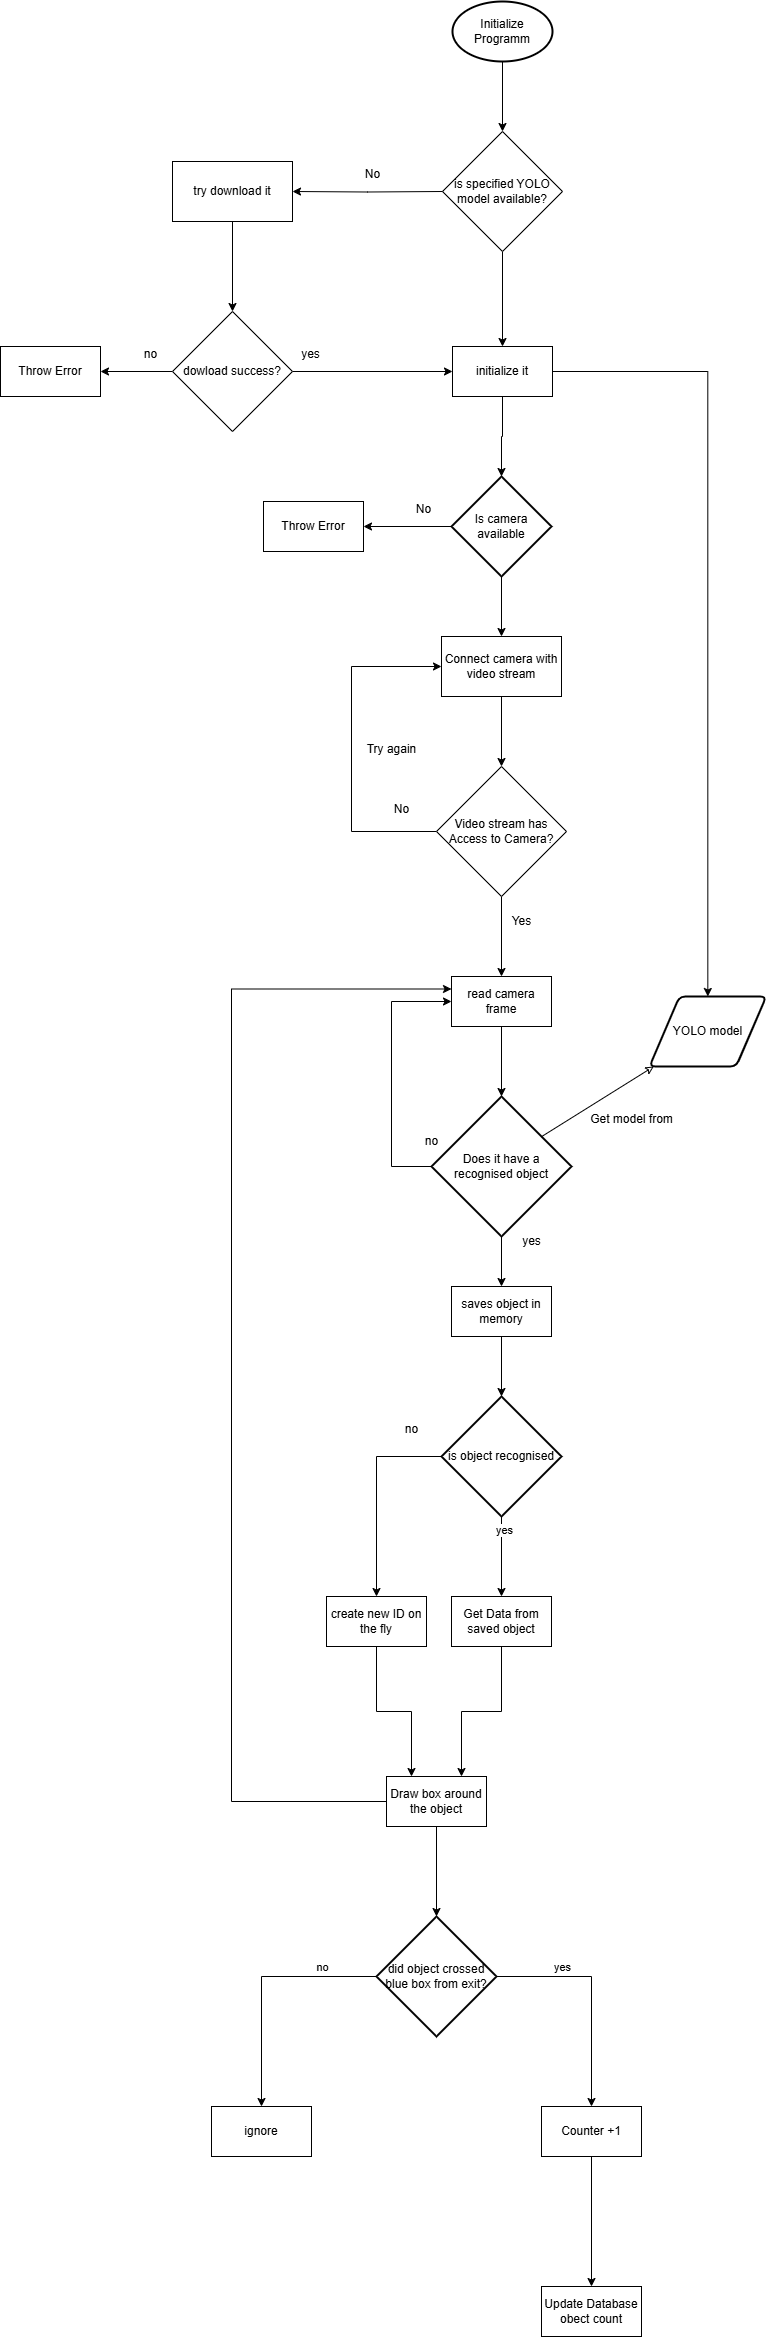 Initialize
Programm
No
is specified YOLO
model available?
try download it
no
yes
Throw Error
dowload success?
initialize it
No
Is camera
available
Throw Error
Connect camera with
video stream
Try again
No
Video stream has
Access to Camera?
Yes
read camera
frame
YOLO model
Get model from
no
Does it have a
recognised object
yes
saves object in
memory
no
is object recognised
yes
create new ID on
the fly
Get Data from
saved object
Draw box around
the object
no
did object crossed
blue box from exit?
yes
ignore
Counter +1
Update Database
obect count